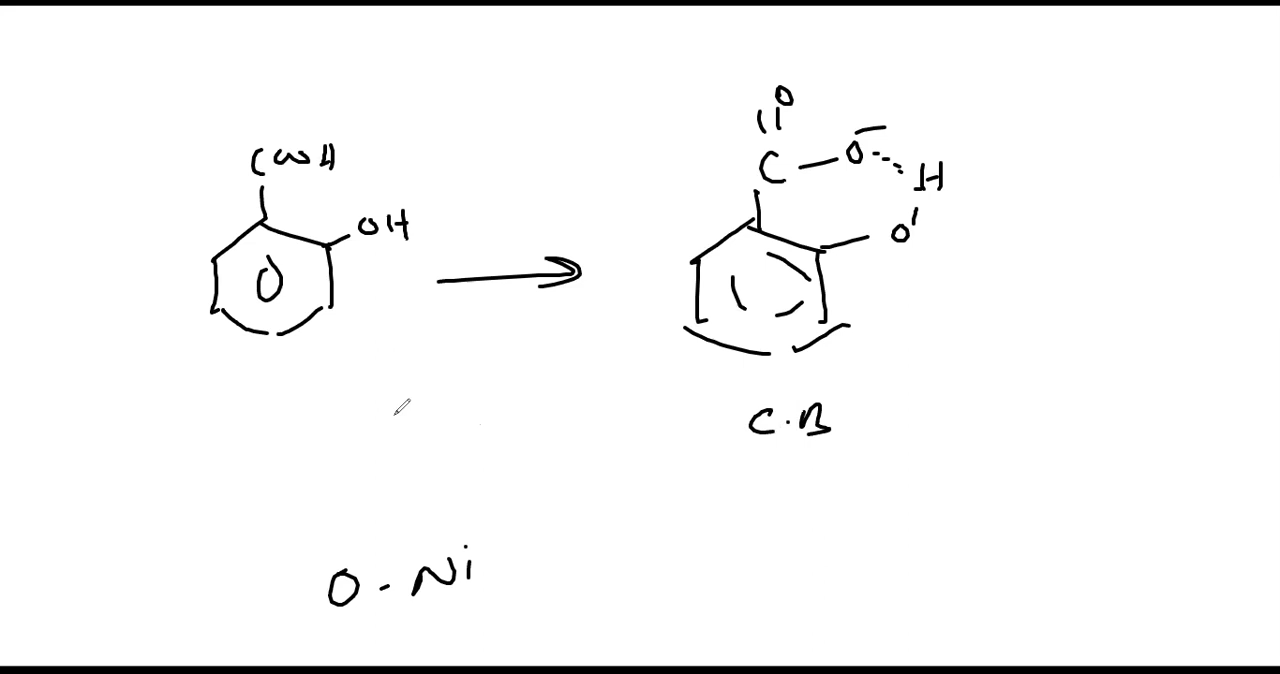 COOH
OH
O
C - O⁻ --- H
O
C.B
O - Ni